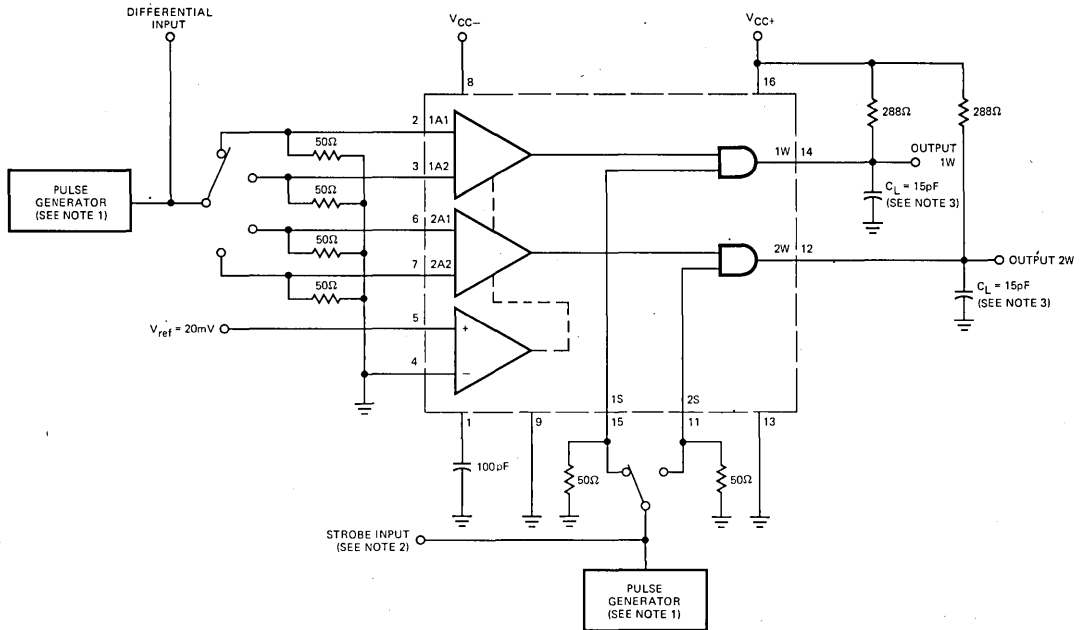 DIFFERENTIAL
INPUT
VCC−
VCC+
8
16
2 1A1
50Ω
3 1A2
50Ω
6 2A1
50Ω
7 2A2
50Ω
PULSE
GENERATOR
(SEE NOTE 1)
288Ω
288Ω
1W 14
OUTPUT
1W
CL = 15pF
(SEE NOTE 3)
2W 12
OUTPUT 2W
CL = 15pF
(SEE NOTE 3)
Vref = 20mV
5 +
4 −
1S
2S
1
9
15
11
13
100pF
50Ω
50Ω
STROBE INPUT
(SEE NOTE 2)
PULSE
GENERATOR
(SEE NOTE 1)